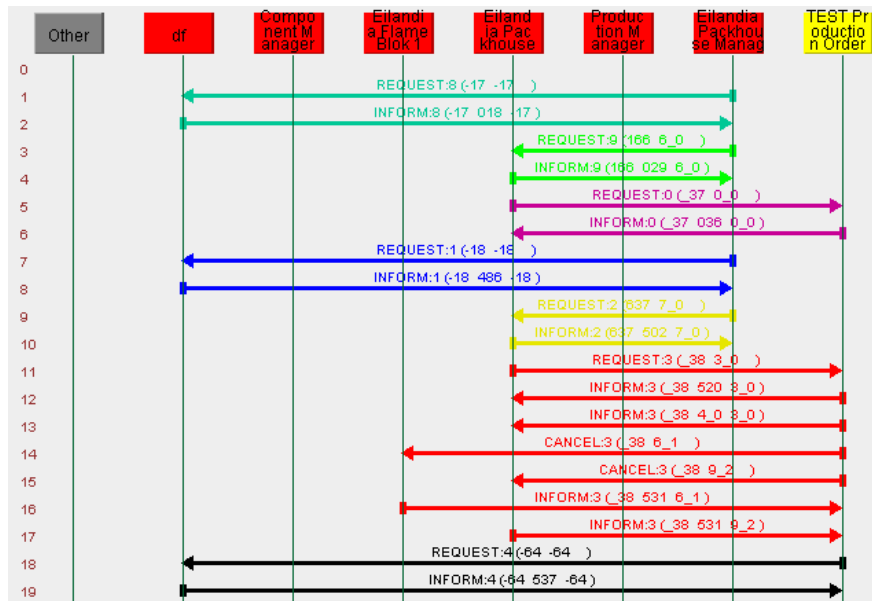 Other
df
Compo
nent M
anager
Eilandi
a Flame
Blok 1
Eiland
ia Pac
khouse
Produc
tion M
anager
Eilandia
Packhou
se Manag
TEST Pr
oductio
n Order
0
REQUEST:8 (-17 -17 )
1
INFORM:8 (-17 018 -17)
2
REQUEST:9 (166 6_0 )
3
INFORM:9 (166 029 6_0)
4
REQUEST:0 (_37 0_0 )
5
INFORM:0 (_37 036 0_0)
6
REQUEST:1 (-18 -18 )
7
INFORM:1 (-18 486 -18)
8
REQUEST:2 (637 7_0 )
9
INFORM:2 (637 502 7_0)
10
REQUEST:3 (_38 3_0 )
11
INFORM:3 (_38 520 3_0)
12
INFORM:3 (_38 4_0 3_0)
13
CANCEL:3 (_38 6_1 )
14
CANCEL:3 (_38 9_2 )
15
INFORM:3 (_38 531 6_1)
16
INFORM:3 (_38 531 9_2)
17
REQUEST:4 (-64 -64 )
18
INFORM:4 (-64 537 -64)
19